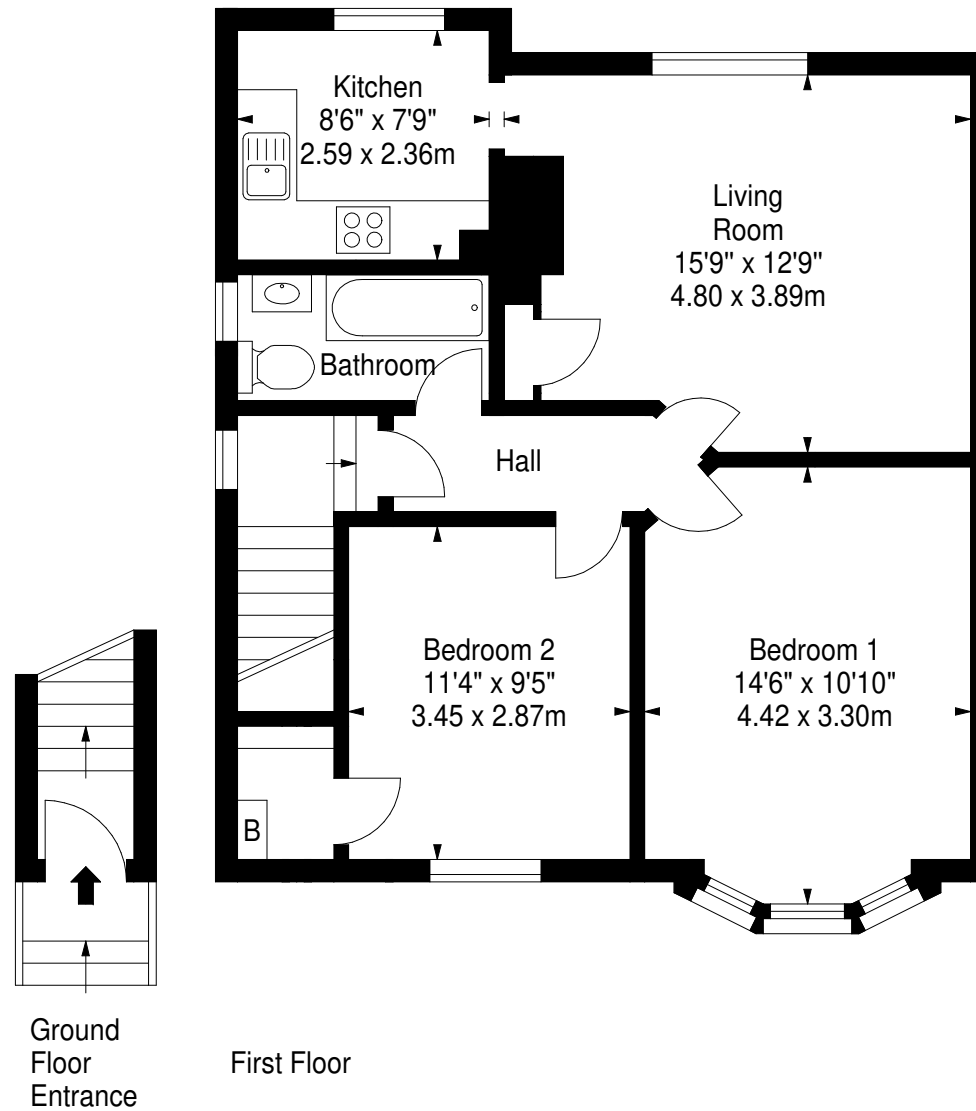 Kitchen
8'6" x 7'9"
2.59 x 2.36m
Living
Room
15'9" x 12'9"
4.80 x 3.89m
Bathroom
Hall
Bedroom 2
11'4" x 9'5"
3.45 x 2.87m
Bedroom 1
14'6" x 10'10"
4.42 x 3.30m
B
Ground
Floor
Entrance
First Floor